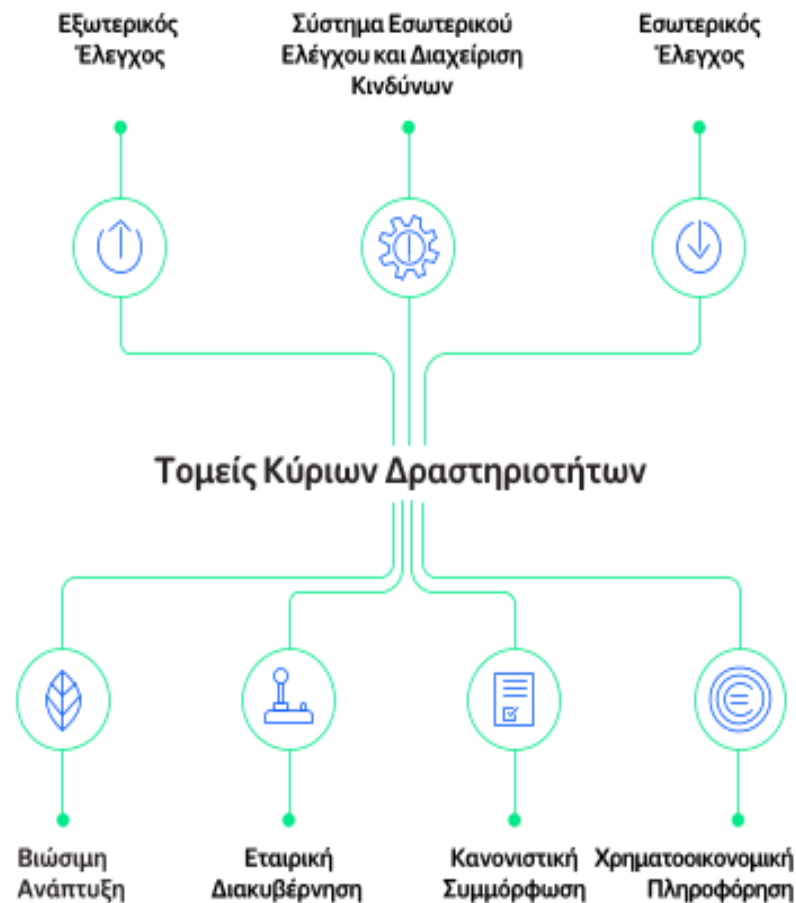 Εξωτερικός
Έλεγχος
Σύστημα Εσωτερικού
Ελέγχου και Διαχείριση
Κινδύνων
Εσωτερικός
Έλεγχος
Τομείς Κύριων Δραστηριοτήτων
Βιώσιμη
Ανάπτυξη
Εταιρική
Διακυβέρνηση
Κανονιστική
Συμμόρφωση
Χρηματοοικονομική
Πληροφόρηση